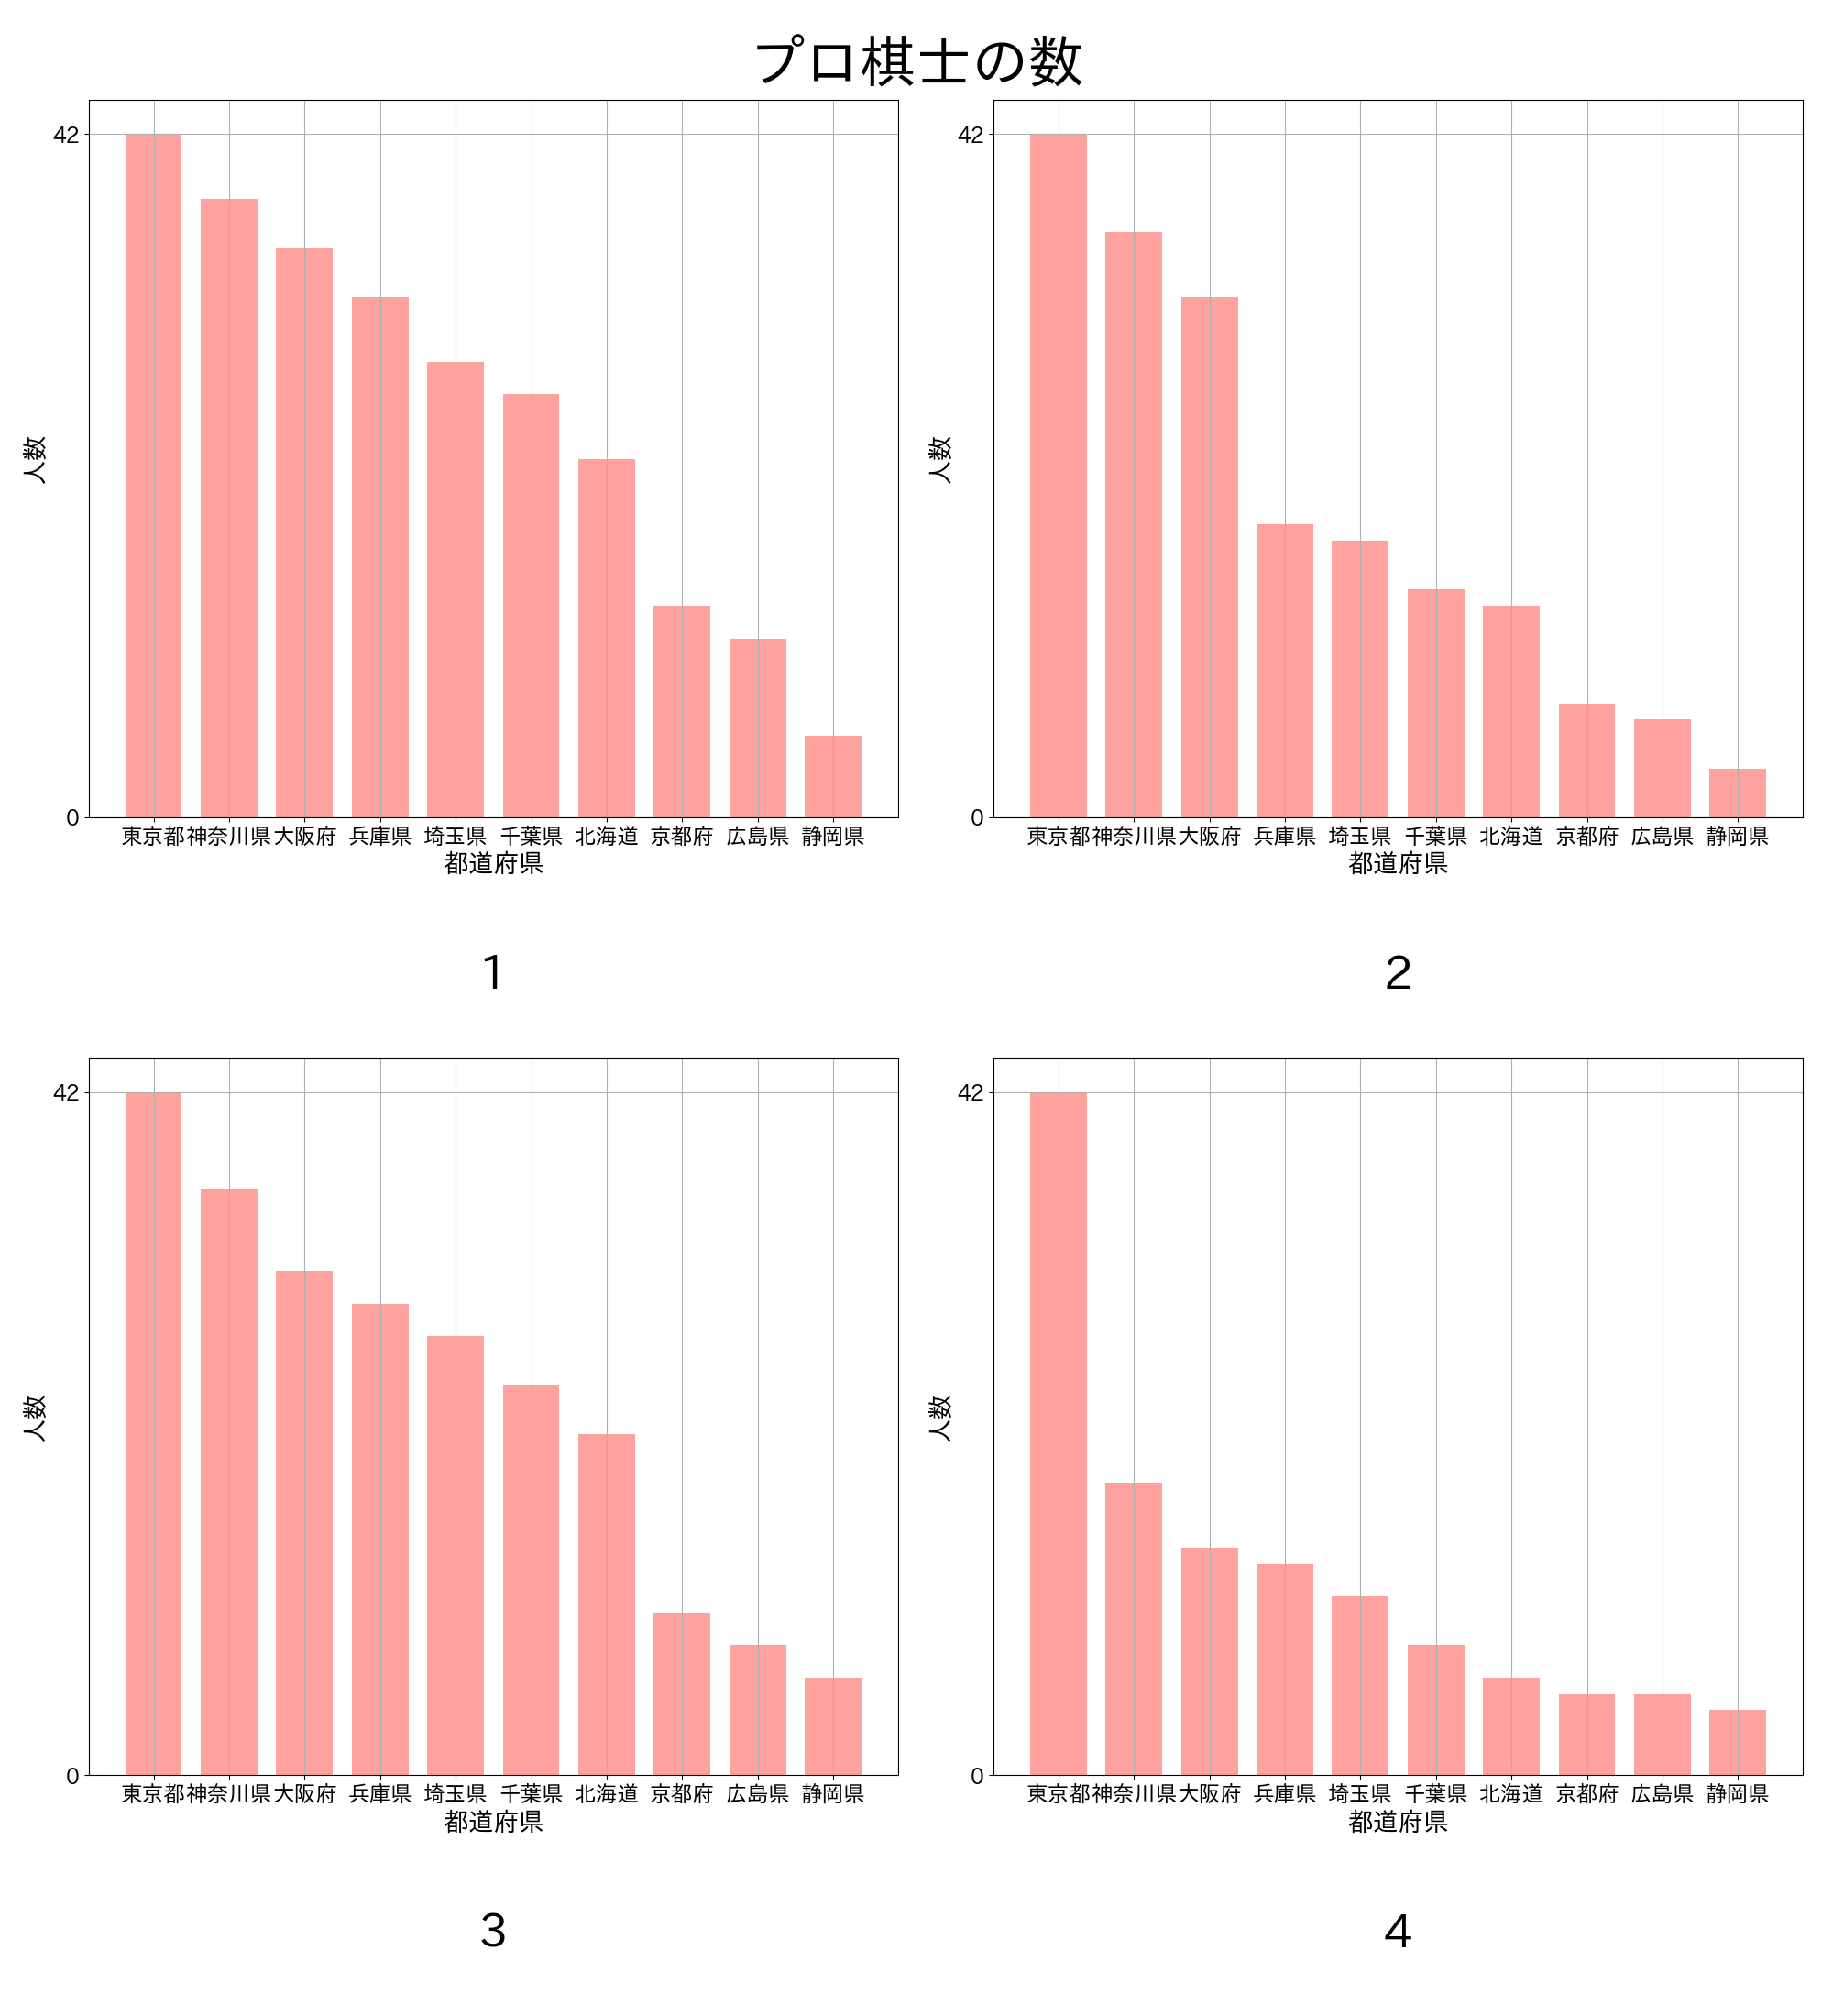 プロ棋士の数
42
0
人数
東京都 神奈川県 大阪府 兵庫県 埼玉県 千葉県 北海道 京都府 広島県 静岡県
都道府県
1
42
0
人数
東京都 神奈川県 大阪府 兵庫県 埼玉県 千葉県 北海道 京都府 広島県 静岡県
都道府県
2
42
0
人数
東京都 神奈川県 大阪府 兵庫県 埼玉県 千葉県 北海道 京都府 広島県 静岡県
都道府県
3
42
0
人数
東京都 神奈川県 大阪府 兵庫県 埼玉県 千葉県 北海道 京都府 広島県 静岡県
都道府県
4